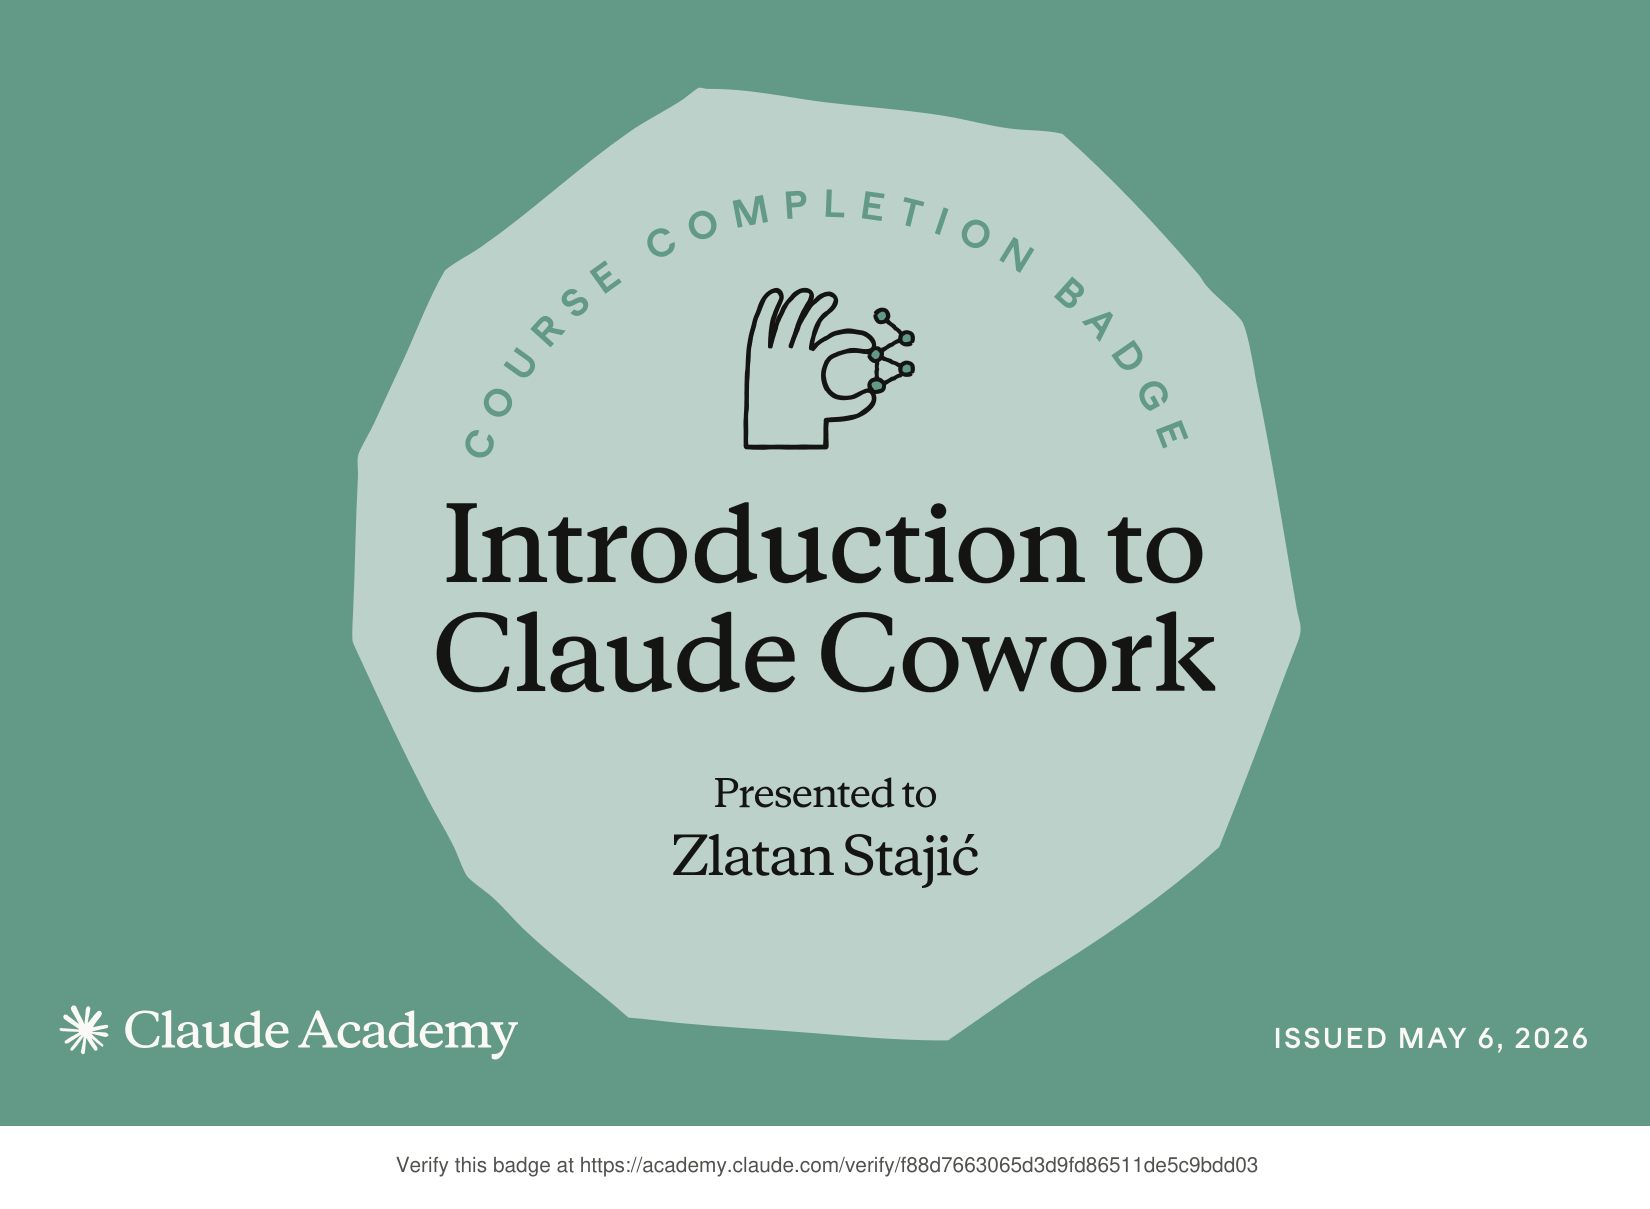 COURSE COMPLETION BADGE
Introduction to
Claude Cowork
Presented to
Zlatan Stajić
Claude Academy
ISSUED MAY 6, 2026
Verify this badge at https://academy.claude.com/verify/f88d7663065d3d9fd86511de5c9bdd03